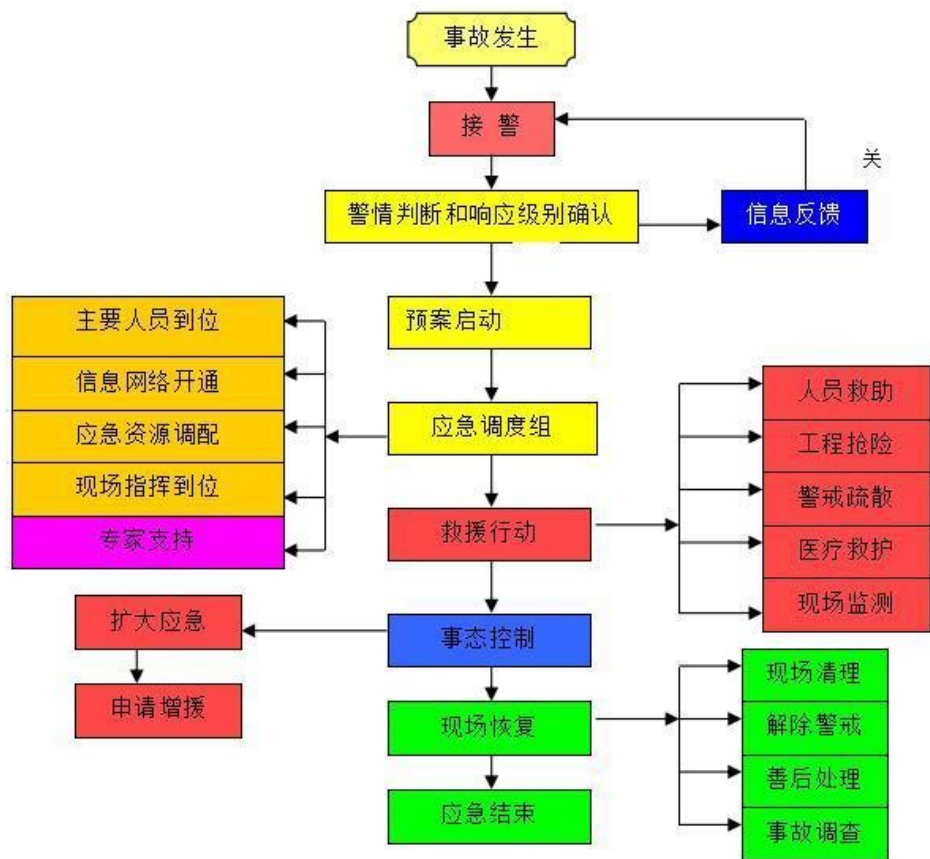 事故发生
接 警
关
警情判断和响应级别确认
信息反馈
主要人员到位
预案启动
信息网络开通
人员救助
应急资源调配
应急调度组
工程抢险
现场指挥到位
警戒疏散
专家支持
救援行动
医疗救护
现场监测
扩大应急
事态控制
现场清理
申请增援
现场恢复
解除警戒
善后处理
应急结束
事故调查